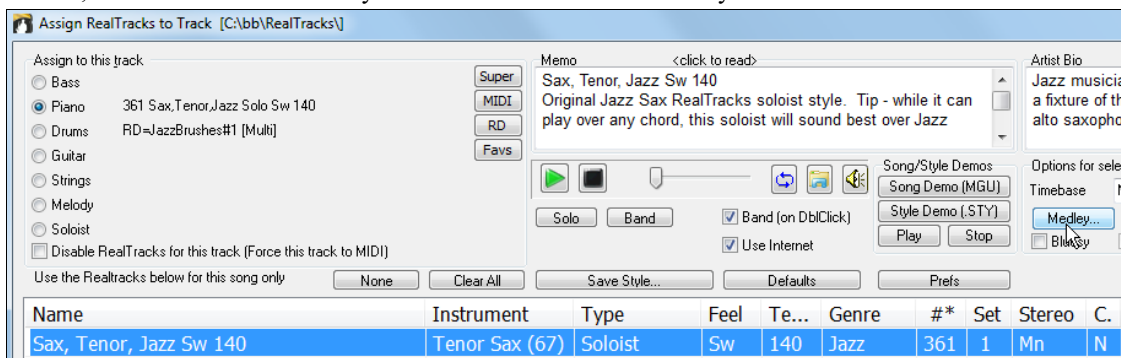 Assign RealTracks to Track [C:\bb\RealTracks\]
Assign to this track
Bass
Piano 361 Sax,Tenor,Jazz Solo Sw 140
Drums RD=JazzBrushes#1 [Multi]
Guitar
Strings
Melody
Soloist
Disable RealTracks for this track (Force this track to MIDI)
Super
MIDI
RD
Favs
Memo <click to read>
Sax, Tenor, Jazz Sw 140
Original Jazz Sax RealTracks soloist style. Tip - while it can
play over any chord, this soloist will sound best over Jazz
Solo Band
Band (on DblClick)
Use Internet
Song/Style Demos
Song Demo (MGU)
Style Demo (.STY)
Play Stop
Artist Bio
Jazz musicia
a fixture of th
alto saxopho
Options for sele
Timebase
Medley...
Bluesy
Use the Realtracks below for this song only None Clear All Save Style... Defaults Prefs
Name Instrument Type Feel Te... Genre #* Set Stereo C.
Sax, Tenor, Jazz Sw 140 Tenor Sax (67) Soloist Sw 140 Jazz 361 1 Mn N